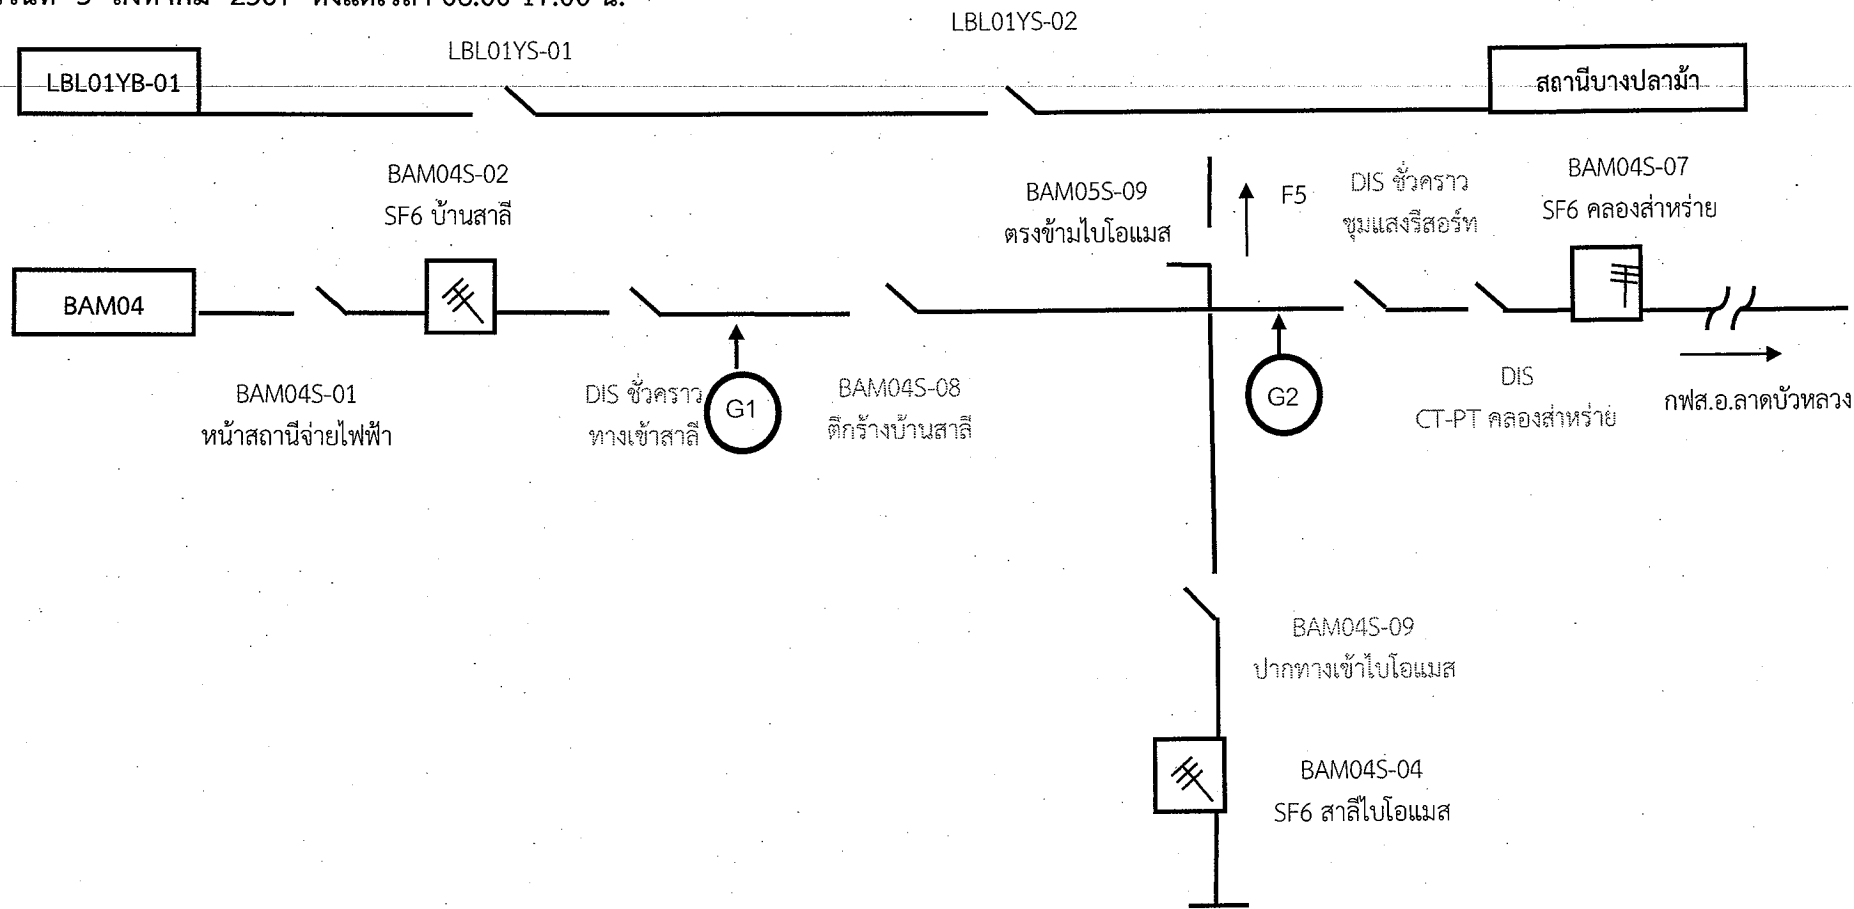 LBL01YS-02
LBL01YS-01
LBL01YB-01
สถานีบางปลาม้า
BAM04S-02
SF6 บ้านสาลี
BAM05S-09
ตรงข้ามไบโอแมส
F5
DIS ชั่วคราว
ชุมแสงรีสอร์ท
BAM04S-07
SF6 คลองส่าหร่าย
BAM04
BAM04S-01
หน้าสถานีจ่ายไฟฟ้า
DIS ชั่วคราว
ทางเข้าสาลี
G1
BAM04S-08
ตึกร้างบ้านสาลี
G2
DIS
CT-PT คลองส่าหร่าย
กฟส.อ.ลาดบัวหลวง
BAM04S-09
ปากทางเข้าไบโอแมส
BAM04S-04
SF6 สาลีไบโอแมส